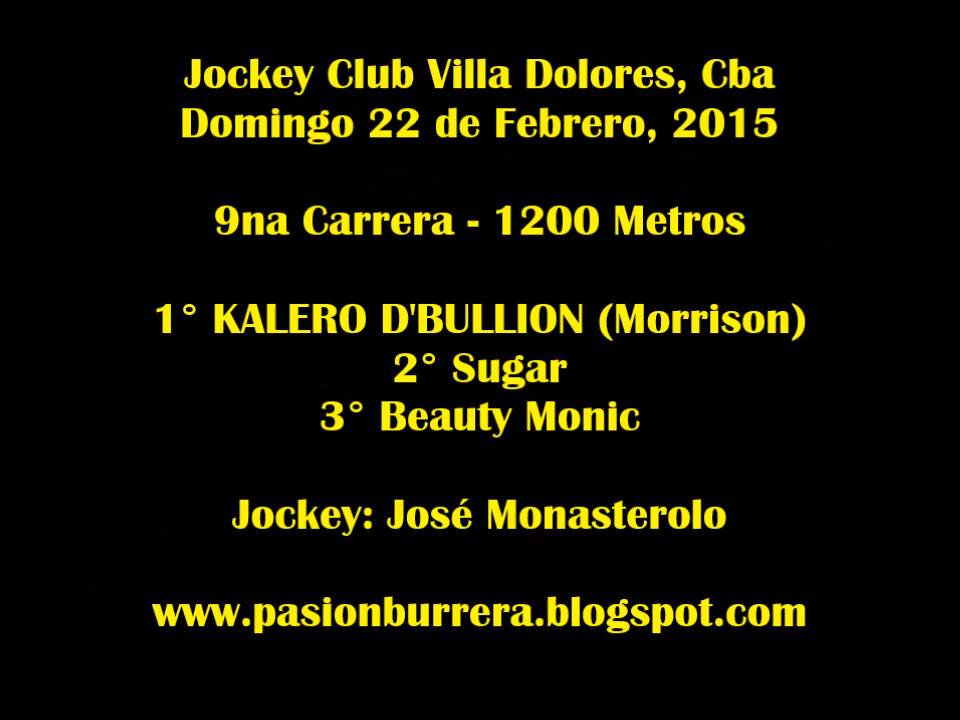 Jockey Club Villa Dolores, Cba
Domingo 22 de Febrero, 2015
9na Carrera - 1200 Metros
1° KALERO D'BULLION (Morrison)
2° Sugar
3° Beauty Monic
Jockey: José Monasterolo
www.pasionburrera.blogspot.com